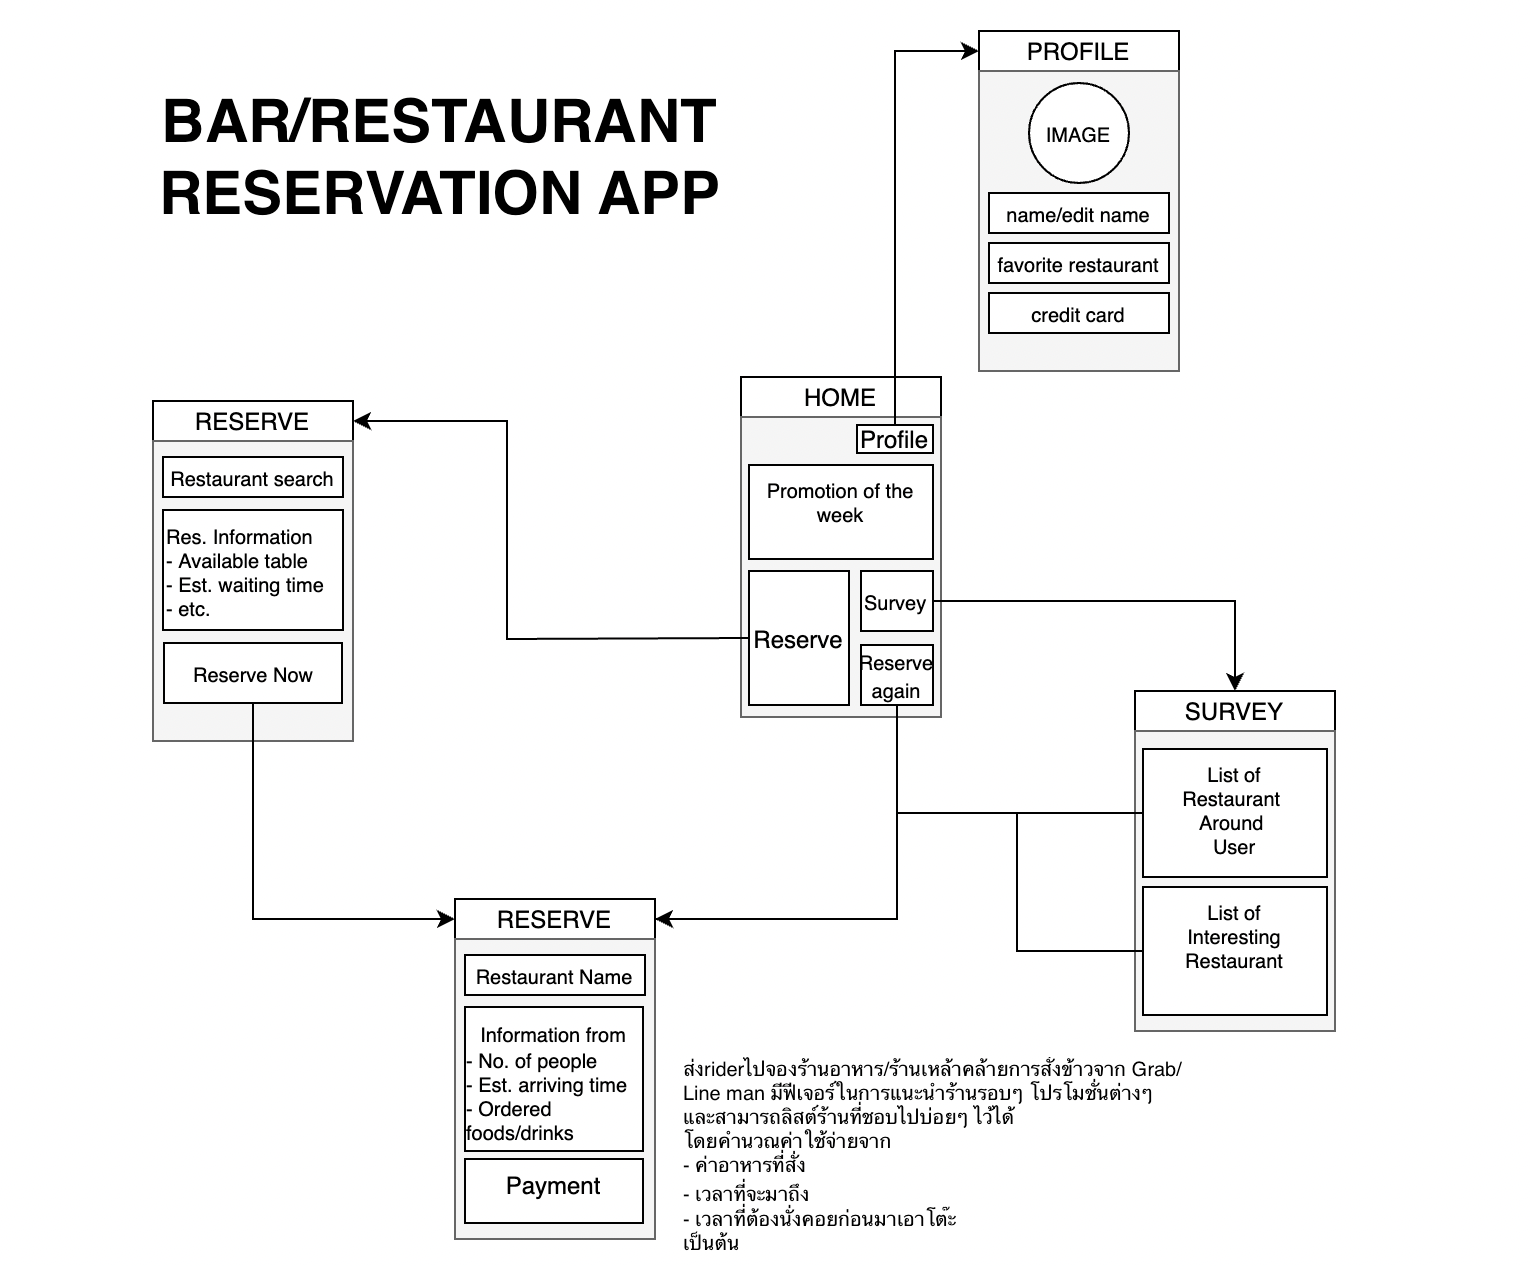 BAR/RESTAURANT
RESERVATION APP
PROFILE
IMAGE
name/edit name
favorite restaurant
credit card
HOME
Profile
Promotion of the
week
Reserve
Survey
Reserve
again
RESERVE
Restaurant search
Res. Information
- Available table
- Est. waiting time
- etc.
Reserve Now
SURVEY
List of
Restaurant
Around
User
List of
Interesting
Restaurant
RESERVE
Restaurant Name
Information from
- No. of people
- Est. arriving time
- Ordered
foods/drinks
Payment
ส่งriderไปจองร้านอาหาร/ร้านเหล้าคล้ายการสั่งข้าวจาก Grab/
Line man มีฟีเจอร์ในการแนะนำร้านรอบๆ โปรโมชั่นต่างๆ
และสามารถลิสต์ร้านที่ชอบไปบ่อยๆ ไว้ได้
โดยคำนวณค่าใช้จ่ายจาก
- ค่าอาหารที่สั่ง
- เวลาที่จะมาถึง
- เวลาที่ต้องนั่งคอยก่อนมาเอาโต๊ะ
เป็นต้น